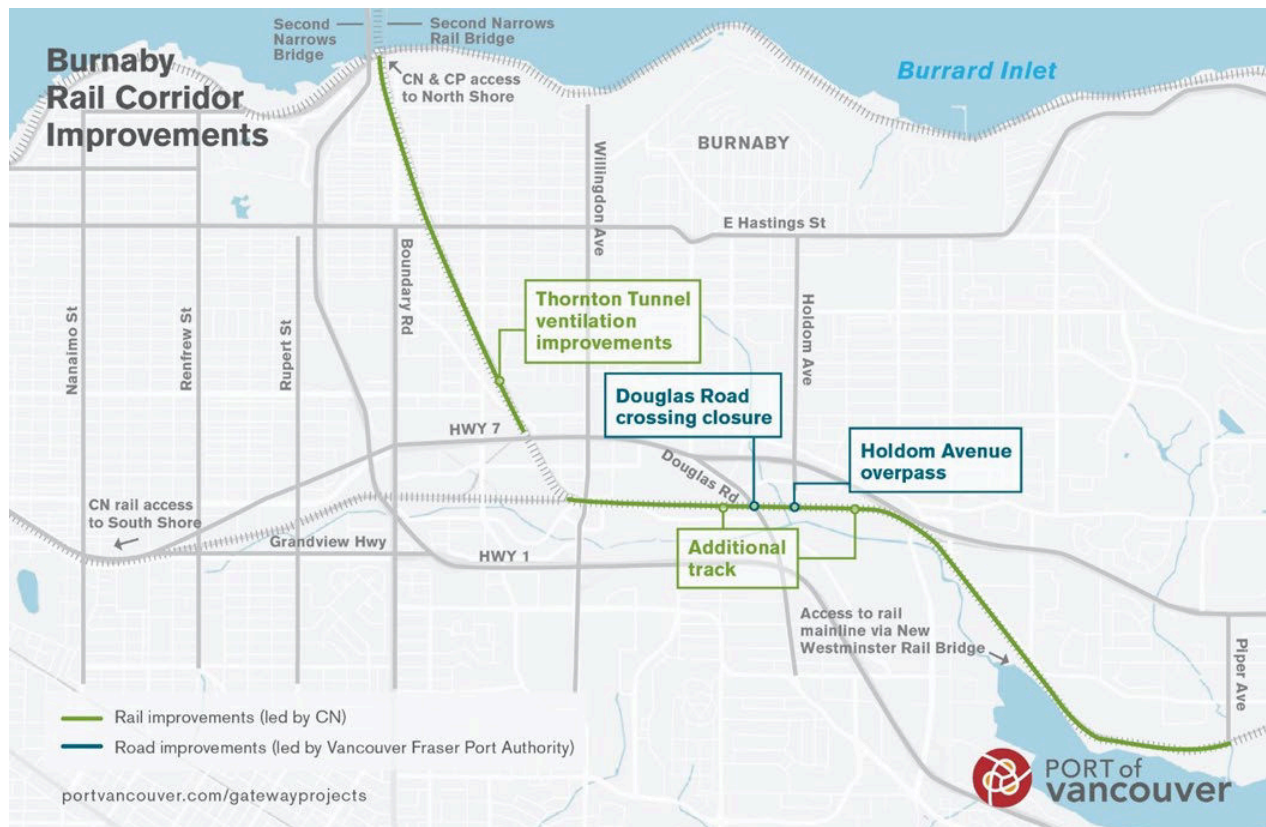 Burnaby
Rail Corridor
Improvements
Second
Narrows
Bridge
Second Narrows
Rail Bridge
CN & CP access
to North Shore
Burrard Inlet
BURNABY
Willingdon Ave
E Hastings St
Nanaimo St
Renfrew St
Rupert St
Boundary Rd
Holdom Ave
Thornton Tunnel
ventilation
improvements
Douglas Road
crossing closure
Holdom Avenue
overpass
HWY 7
Douglas Rd
CN rail access
to South Shore
Grandview Hwy
HWY 1
Additional
track
Access to rail
mainline via New
Westminster Rail Bridge
Piper Ave
Rail improvements (led by CN)
Road improvements (led by Vancouver Fraser Port Authority)
portvancouver.com/gatewayprojects
PORT of
vancouver